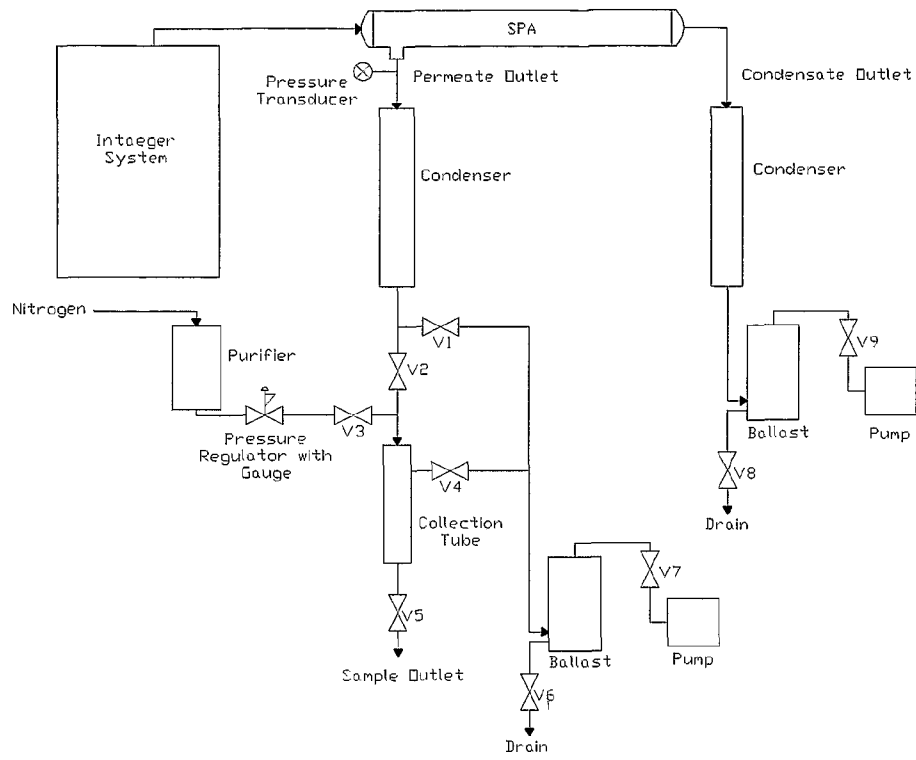 SPA
Pressure
Transducer
Permeate Outlet
Condensate Outlet
Intaeger
System
Condenser
Condenser
Nitrogen
Purifier
V1
V2
V9
Pressure
Regulator with
Gauge
V3
V4
Ballast
Pump
V8
Drain
Collection
Tube
V5
V7
Sample Outlet
Ballast
Pump
V6
Drain